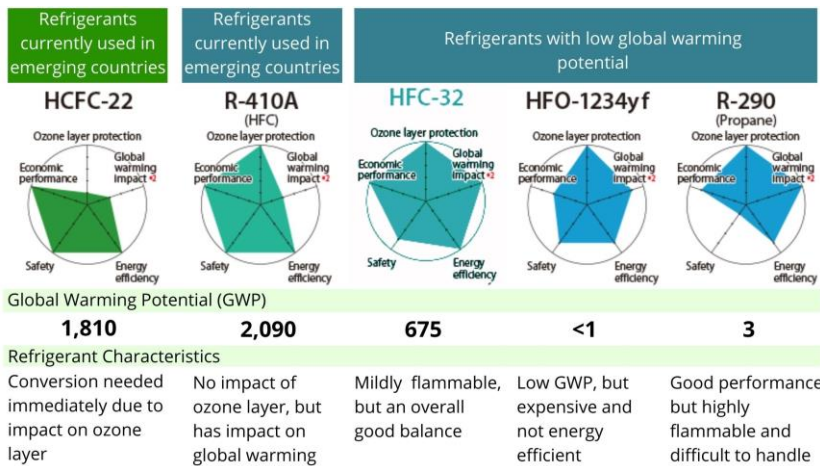 Refrigerants
currently used in
emerging countries
Refrigerants
currently used in
emerging countries
Refrigerants with low global warming
potential
HCFC-22
Ozone layer protection
Economic
performance
Global
warming
impact *2
Safety
Energy
efficiency
R-410A
(HFC)
Ozone layer protection
Economic
performance
Global
warming
impact *2
Safety
Energy
efficiency
HFC-32
Ozone layer protection
Economic
performance
Global
warming
impact *2
Safety
Energy
efficiency
HFO-1234yf
Ozone layer protection
Economic
performance
Global
warming
impact *2
Safety
Energy
efficiency
R-290
(Propane)
Ozone layer protection
Economic
performance
Global
warming
impact *2
Safety
Energy
efficiency
Global Warming Potential (GWP)
1,810 2,090 675 <1 3
Refrigerant Characteristics
Conversion needed
immediately due to
impact on ozone
layer
No impact of
ozone layer, but
has impact on
global warming
Mildly flammable,
but an overall
good balance
Low GWP, but
expensive and
not energy
efficient
Good performance
but highly
flammable and
difficult to handle